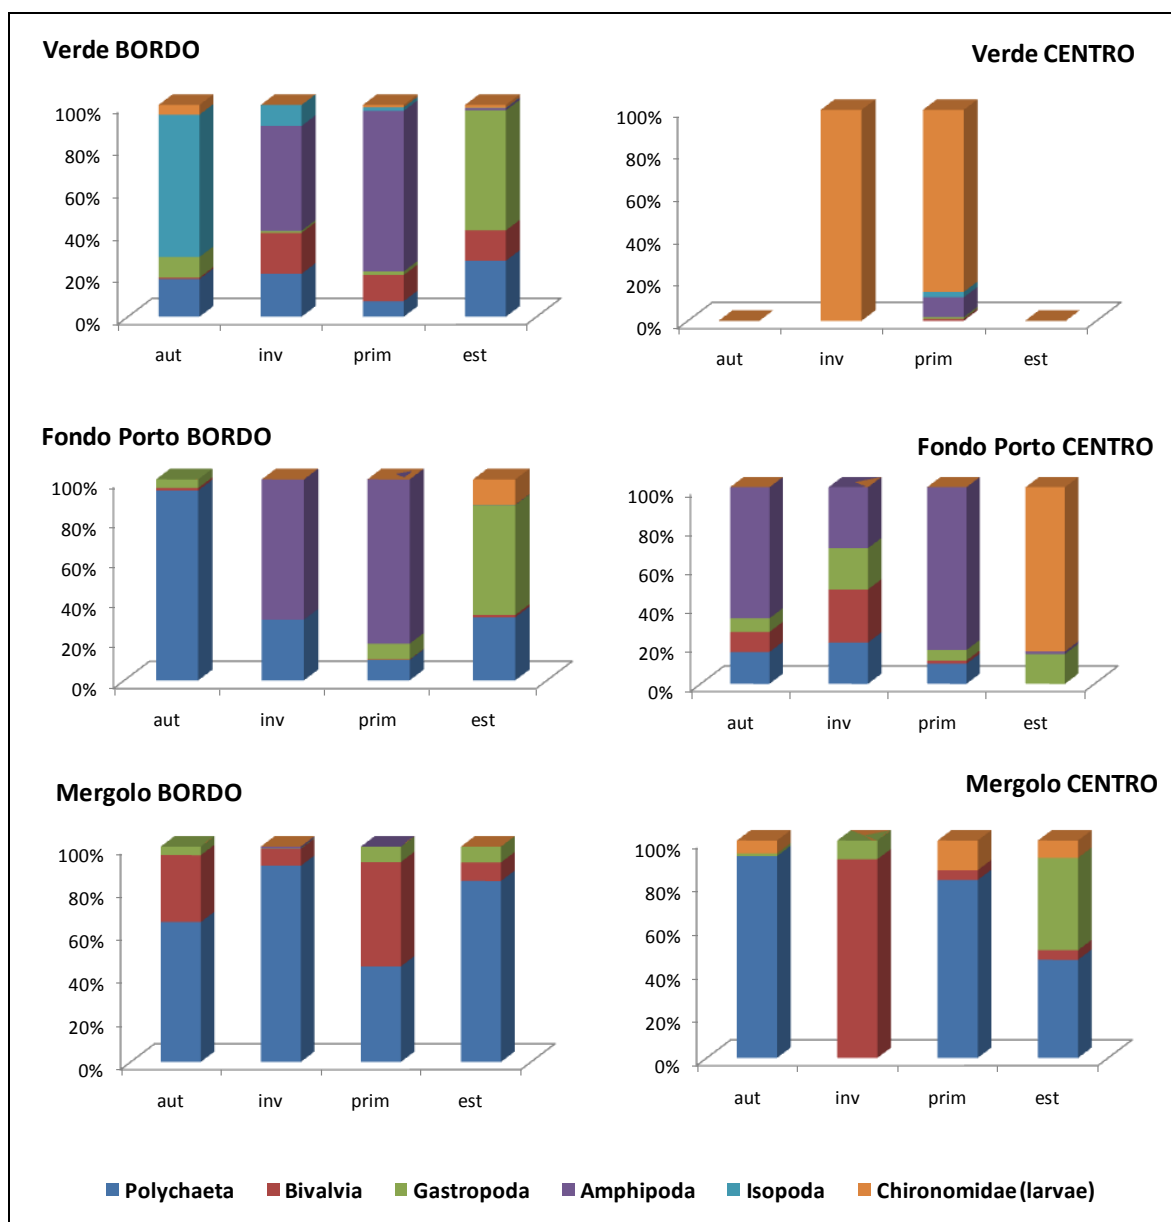 Verde BORDO
100%
80%
60%
40%
20%
0%
aut inv prim est
Verde CENTRO
100%
80%
60%
40%
20%
0%
aut inv prim est
Fondo Porto BORDO
100%
80%
60%
40%
20%
0%
aut inv prim est
Fondo Porto CENTRO
100%
80%
60%
40%
20%
0%
aut inv prim est
Mergolo BORDO
100%
80%
60%
40%
20%
0%
aut inv prim est
Mergolo CENTRO
100%
80%
60%
40%
20%
0%
aut inv prim est
Polychaeta Bivalvia Gastropoda Amphipoda Isopoda Chironomidae (larvae)